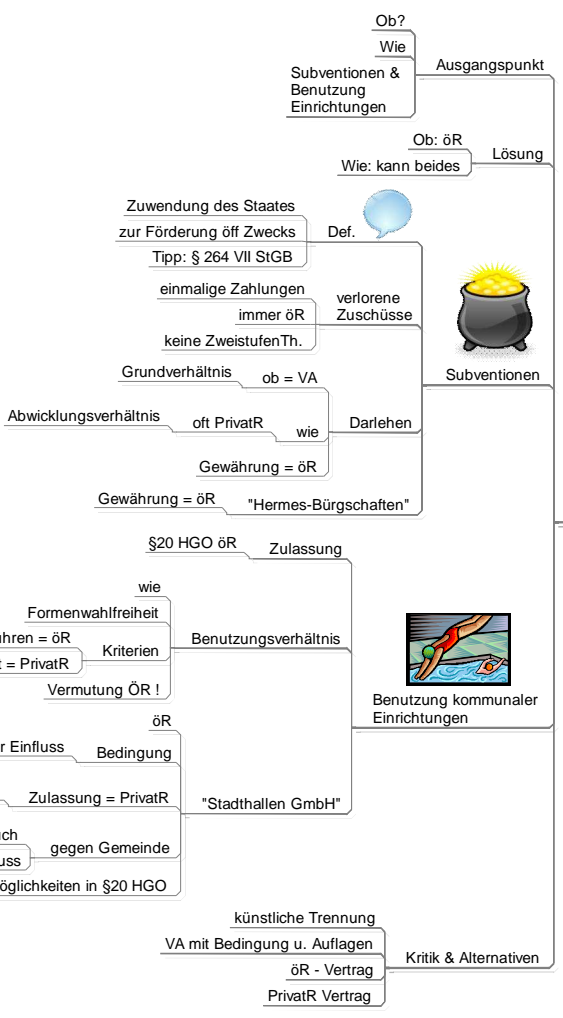 Ob?
Wie
Subventionen &
Benutzung
Einrichtungen
Ausgangspunkt
Ob: öR
Wie: kann beides
Lösung
Zuwendung des Staates
zur Förderung öff Zwecks
Tipp: § 264 VII StGB
Def.
einmalige Zahlungen
immer öR
keine ZweistufenTh.
verlorene
Zuschüsse
Grundverhältnis
ob = VA
Abwicklungsverhältnis
oft PrivatR
wie
Gewährung = öR
Darlehen
Gewährung = öR
"Hermes-Bürgschaften"
Subventionen
§20 HGO öR
Zulassung
wie
Formenwahlfreiheit
= öR
= PrivatR
Kriterien
Vermutung ÖR !
Benutzungsverhältnis
öR
Einfluss
Bedingung
Zulassung = PrivatR
gegen Gemeinde
in §20 HGO
"Stadthallen GmbH"
Benutzung kommunaler
Einrichtungen
künstliche Trennung
VA mit Bedingung u. Auflagen
öR - Vertrag
PrivatR Vertrag
Kritik & Alternativen